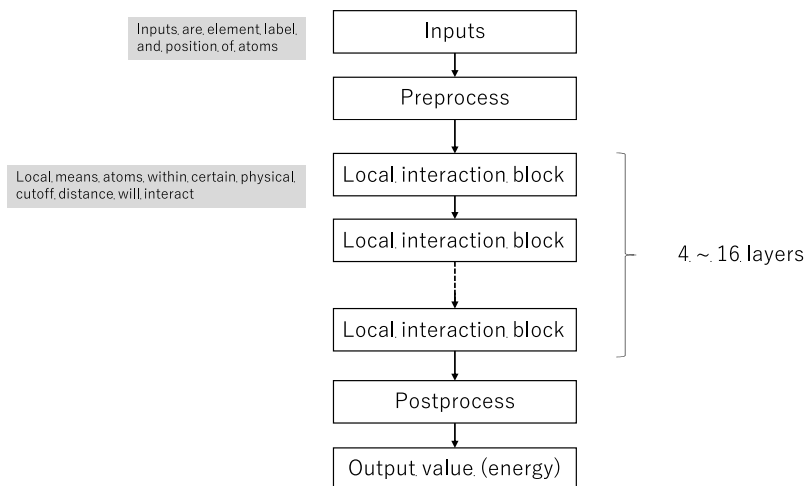 Inputs, are, element, label,
and, position, of, atoms
Inputs
Preprocess
Local, means, atoms, within, certain, physical,
cutoff, distance, will, interact
Local, interaction, block
Local, interaction, block
Local, interaction, block
4, ~, 16, layers
Postprocess
Output, value, (energy)